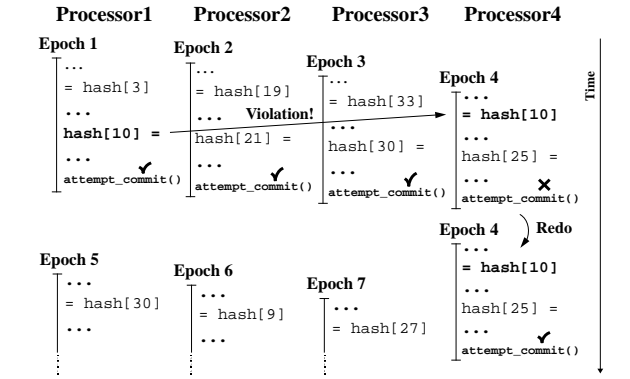 Processor1 Processor2 Processor3 Processor4
Epoch 1
...
= hash[3]
...
hash[10] =
...
attempt_commit()
Epoch 2
...
= hash[19]
...
hash[21] =
...
attempt_commit()
Epoch 3
...
= hash[33]
...
hash[30] =
...
attempt_commit()
Epoch 4
...
= hash[10]
...
hash[25] =
...
attempt_commit()
Violation!
Time
Redo
Epoch 5
...
= hash[30]
...
Epoch 6
...
= hash[9]
...
Epoch 7
...
= hash[27]
Epoch 4
...
= hash[10]
...
hash[25] =
...
attempt_commit()